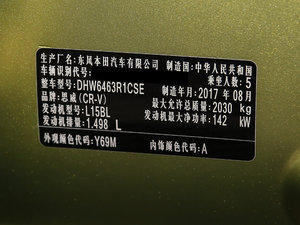 生产厂名:东风本田汽车有限公司 制造国:中华人民共和国
车辆识别代号: 乘坐人数:5
整车型号:DHW6463R1CSE 制造年月:2017年08月
品牌:思威(CR-V) 最大允许总质量:2030 kg
发动机型号:L15BL 发动机最大净功率:142 kW
发动机排量:1.498 L
外观颜色代码:Y69M 内饰颜色代码:A